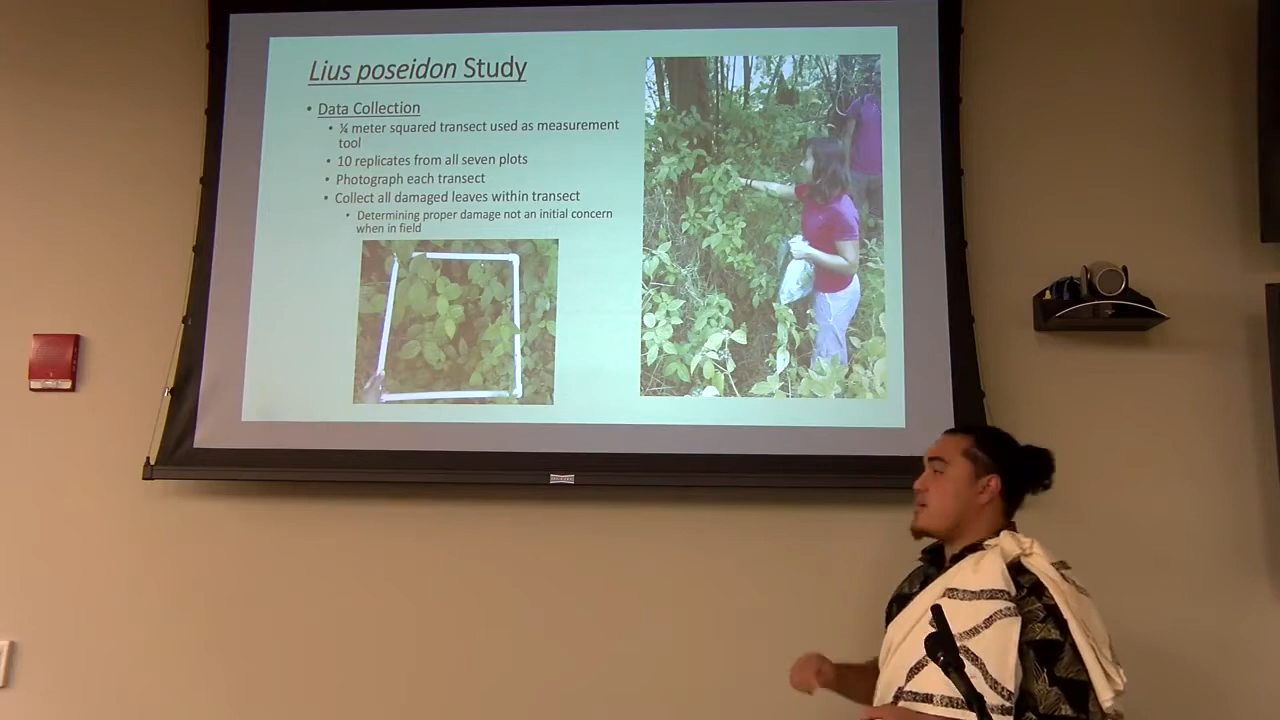 Lius poseidon Study
• Data Collection
• ¼ meter squared transect used as measurement
tool
• 10 replicates from all seven plots
• Photograph each transect
• Collect all damaged leaves within transect
• Determining proper damage not an initial concern
when in field